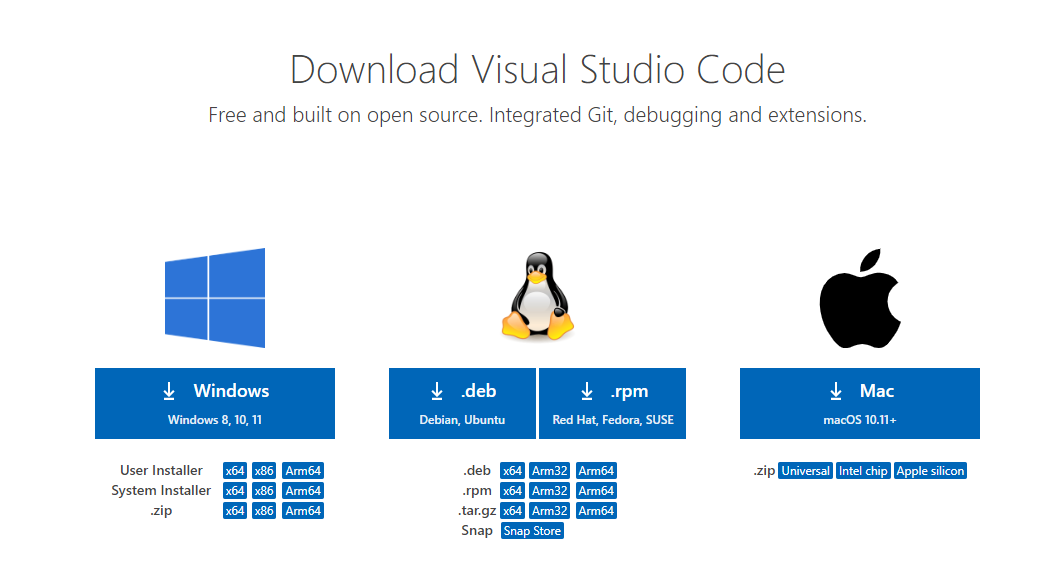 Download Visual Studio Code
Free and built on open source. Integrated Git, debugging and extensions.
Windows
Windows 8, 10, 11
User Installer x64 x86 Arm64
System Installer x64 x86 Arm64
.zip x64 x86 Arm64
.deb
Debian, Ubuntu
.rpm
Red Hat, Fedora, SUSE
.deb x64 Arm32 Arm64
.rpm x64 Arm32 Arm64
.tar.gz x64 Arm32 Arm64
Snap Snap Store
Mac
macOS 10.11+
.zip Universal Intel chip Apple silicon